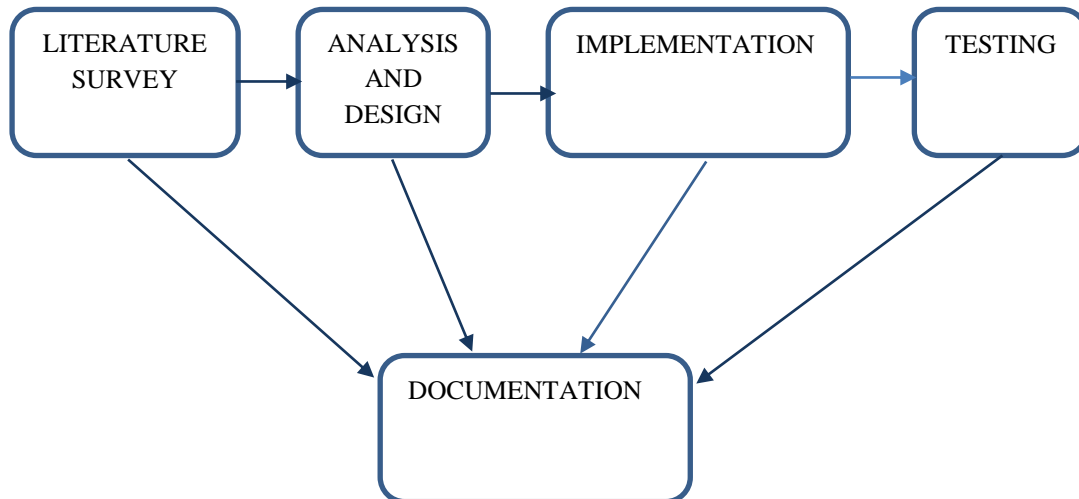 LITERATURE
SURVEY
ANALYSIS
AND
DESIGN
IMPLEMENTATION
TESTING
DOCUMENTATION